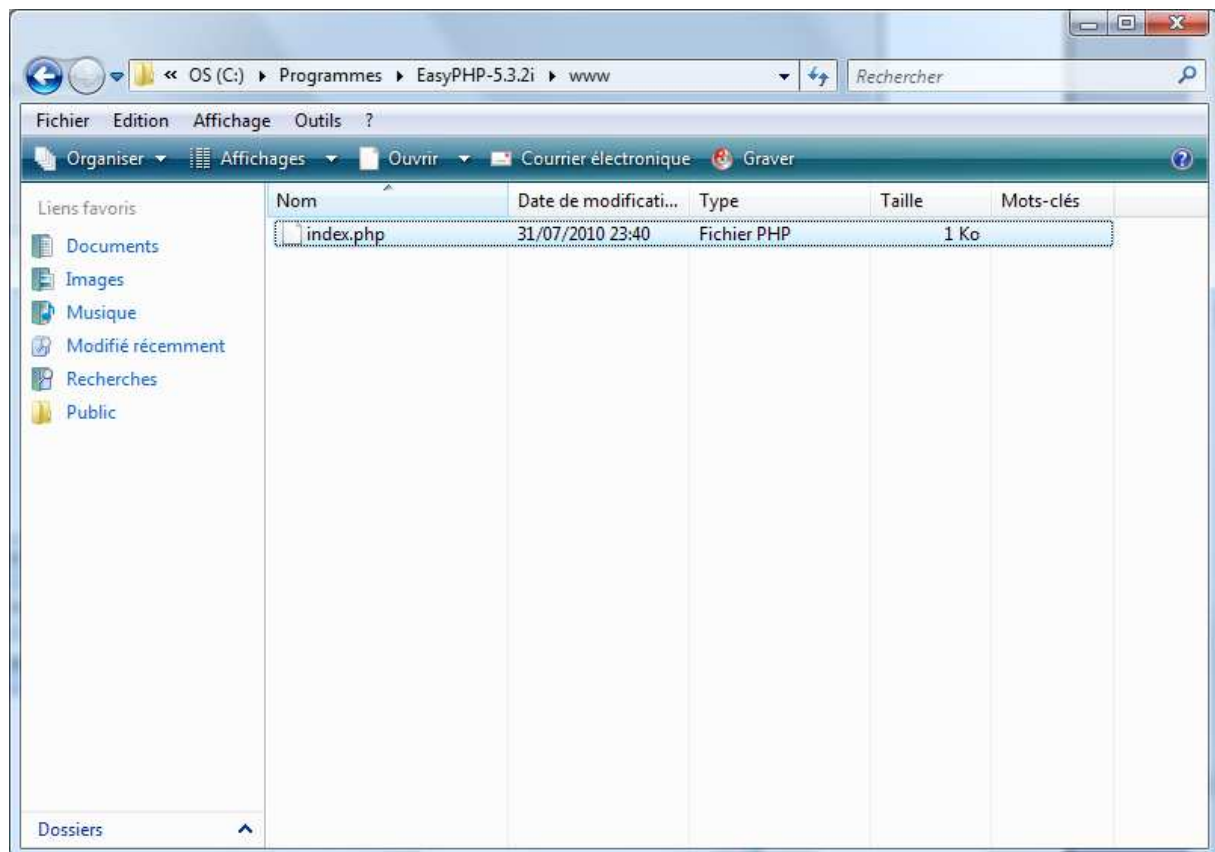 « OS (C:) Programmes EasyPHP-5.3.2i www Rechercher
Fichier Edition Affichage Outils ?
Organiser Affichages Ouvrir Courrier électronique Graver ?
Liens favoris Nom Date de modificati... Type Taille Mots-clés
index.php 31/07/2010 23:40 Fichier PHP 1 Ko
Documents
Images
Musique
Modifié récemment
Recherches
Public
Dossiers